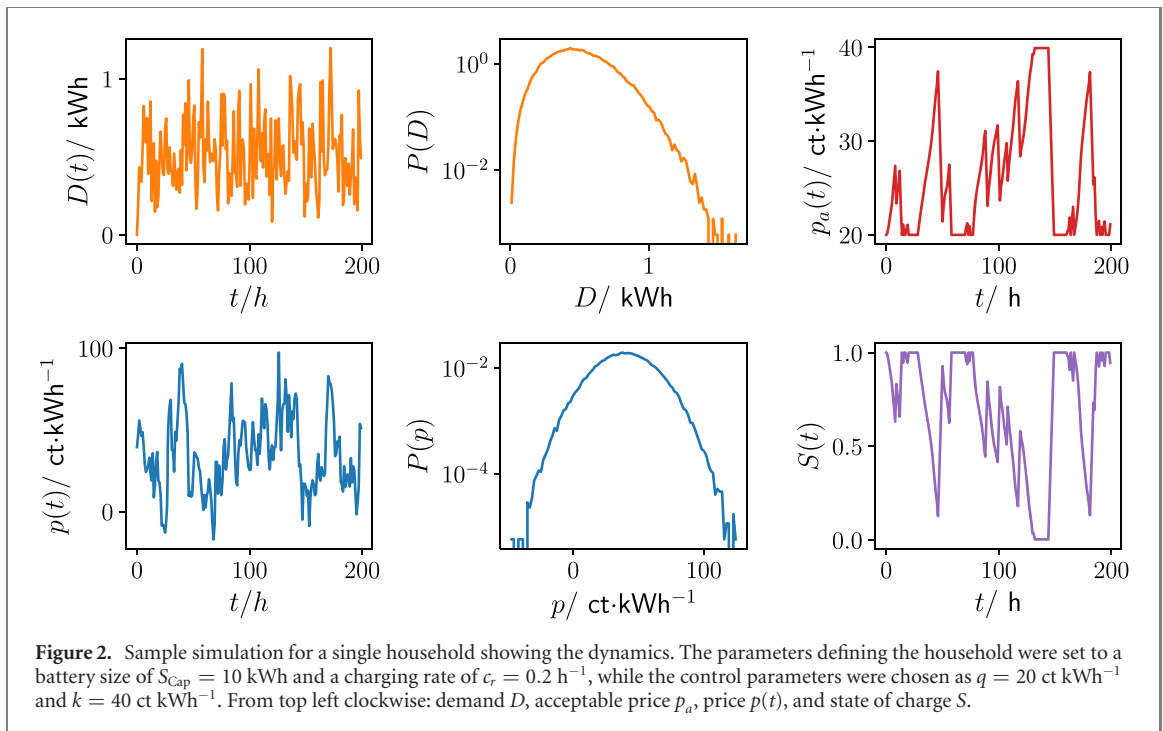 1
0
D(t)/ kWh
0 100 200
t/h
10⁰
10⁻²
P(D)
0 1
D/ kWh
40
30
20
pₐ(t)/ ct·kWh⁻¹
0 100 200
t/ h
100
0
p(t)/ ct·kWh⁻¹
0 100 200
t/h
10⁻²
10⁻⁴
P(p)
0 100
p/ ct·kWh⁻¹
1.0
0.5
0.0
S(t)
0 100 200
t/ h
Figure 2. Sample simulation for a single household showing the dynamics. The parameters defining the household were set to a
battery size of S_Cap = 10 kWh and a charging rate of c_r = 0.2 h⁻¹, while the control parameters were chosen as q = 20 ct kWh⁻¹
and k = 40 ct kWh⁻¹. From top left clockwise: demand D, acceptable price pₐ, price p(t), and state of charge S.